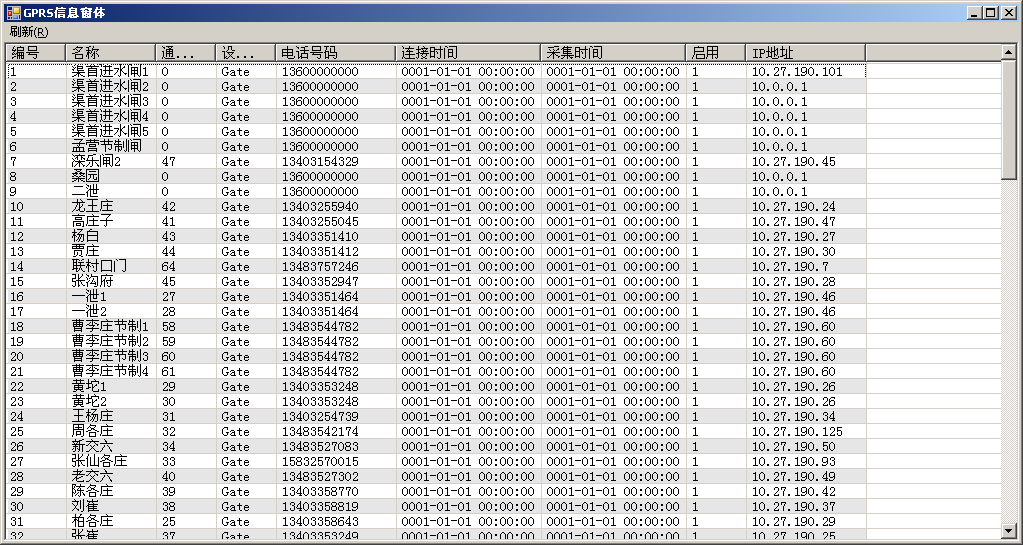 GPRS信息窗体
刷新(R)
编号 名称 通... 设... 电话号码 连接时间 采集时间 启用 IP地址
1 渠首进水闸1 0 Gate 13600000000 0001-01-01 00:00:00 0001-01-01 00:00:00 1 10.27.190.101
2 渠首进水闸2 0 Gate 13600000000 0001-01-01 00:00:00 0001-01-01 00:00:00 1 10.0.0.1
3 渠首进水闸3 0 Gate 13600000000 0001-01-01 00:00:00 0001-01-01 00:00:00 1 10.0.0.1
4 渠首进水闸4 0 Gate 13600000000 0001-01-01 00:00:00 0001-01-01 00:00:00 1 10.0.0.1
5 渠首进水闸5 0 Gate 13600000000 0001-01-01 00:00:00 0001-01-01 00:00:00 1 10.0.0.1
6 孟营节制闸 0 Gate 13600000000 0001-01-01 00:00:00 0001-01-01 00:00:00 1 10.0.0.1
7 滦乐闸2 47 Gate 13403154329 0001-01-01 00:00:00 0001-01-01 00:00:00 1 10.27.190.45
8 桑园 0 Gate 13600000000 0001-01-01 00:00:00 0001-01-01 00:00:00 1 10.0.0.1
9 二泄 0 Gate 13600000000 0001-01-01 00:00:00 0001-01-01 00:00:00 1 10.0.0.1
10 龙王庄 42 Gate 13403255940 0001-01-01 00:00:00 0001-01-01 00:00:00 1 10.27.190.24
11 高庄子 41 Gate 13403255045 0001-01-01 00:00:00 0001-01-01 00:00:00 1 10.27.190.47
12 杨白 43 Gate 13403351410 0001-01-01 00:00:00 0001-01-01 00:00:00 1 10.27.190.27
13 贾庄 44 Gate 13403351412 0001-01-01 00:00:00 0001-01-01 00:00:00 1 10.27.190.30
14 联村口门 64 Gate 13483757246 0001-01-01 00:00:00 0001-01-01 00:00:00 1 10.27.190.7
15 张沟府 45 Gate 13403352947 0001-01-01 00:00:00 0001-01-01 00:00:00 1 10.27.190.28
16 一泄1 27 Gate 13403351464 0001-01-01 00:00:00 0001-01-01 00:00:00 1 10.27.190.46
17 一泄2 28 Gate 13403351464 0001-01-01 00:00:00 0001-01-01 00:00:00 1 10.27.190.46
18 曹李庄节制1 58 Gate 13483544782 0001-01-01 00:00:00 0001-01-01 00:00:00 1 10.27.190.60
19 曹李庄节制2 59 Gate 13483544782 0001-01-01 00:00:00 0001-01-01 00:00:00 1 10.27.190.60
20 曹李庄节制3 60 Gate 13483544782 0001-01-01 00:00:00 0001-01-01 00:00:00 1 10.27.190.60
21 曹李庄节制4 61 Gate 13483544782 0001-01-01 00:00:00 0001-01-01 00:00:00 1 10.27.190.60
22 黄坨1 29 Gate 13403353248 0001-01-01 00:00:00 0001-01-01 00:00:00 1 10.27.190.26
23 黄坨2 30 Gate 13403353248 0001-01-01 00:00:00 0001-01-01 00:00:00 1 10.27.190.26
24 王杨庄 31 Gate 13403254739 0001-01-01 00:00:00 0001-01-01 00:00:00 1 10.27.190.34
25 周各庄 32 Gate 13483542174 0001-01-01 00:00:00 0001-01-01 00:00:00 1 10.27.190.125
26 新交六 34 Gate 13483527083 0001-01-01 00:00:00 0001-01-01 00:00:00 1 10.27.190.50
27 张仙各庄 33 Gate 15832570015 0001-01-01 00:00:00 0001-01-01 00:00:00 1 10.27.190.93
28 老交六 40 Gate 13483527302 0001-01-01 00:00:00 0001-01-01 00:00:00 1 10.27.190.49
29 陈各庄 39 Gate 13403358770 0001-01-01 00:00:00 0001-01-01 00:00:00 1 10.27.190.42
30 刘崔 38 Gate 13403358819 0001-01-01 00:00:00 0001-01-01 00:00:00 1 10.27.190.37
31 柏各庄 25 Gate 13403358643 0001-01-01 00:00:00 0001-01-01 00:00:00 1 10.27.190.29
32 张崔 37 Gate 13403353249 0001-01-01 00:00:00 0001-01-01 00:00:00 1 10.27.190.25